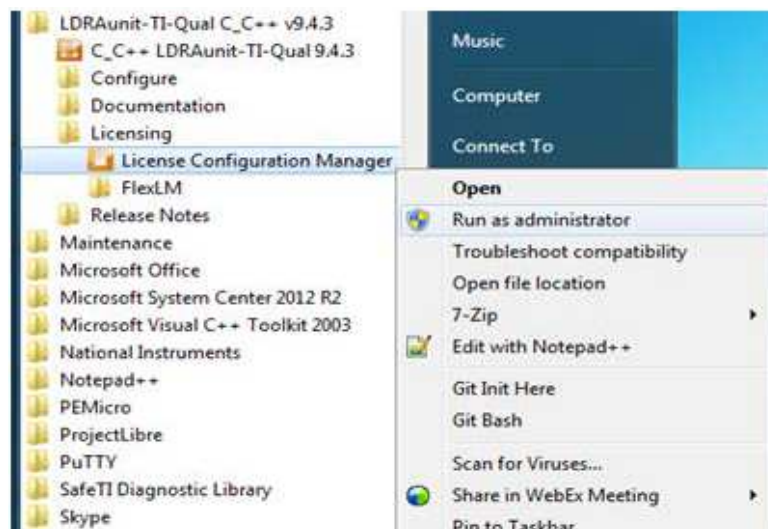 LDRAunit-TI-Qual C_C++ v9.4.3
C_C++ LDRAunit-TI-Qual 9.4.3
Configure
Documentation
Licensing
License Configuration Manager
FlexLM
Release Notes
Maintenance
Microsoft Office
Microsoft System Center 2012 R2
Microsoft Visual C++ Toolkit 2003
National Instruments
Notepad++
PEMicro
ProjectLibre
PuTTY
SafeTI Diagnostic Library
Skype
Music
Computer
Connect To
Open
Run as administrator
Troubleshoot compatibility
Open file location
7-Zip
Edit with Notepad++
Git Init Here
Git Bash
Scan for Viruses...
Share in WebEx Meeting
Pin to Taskbar